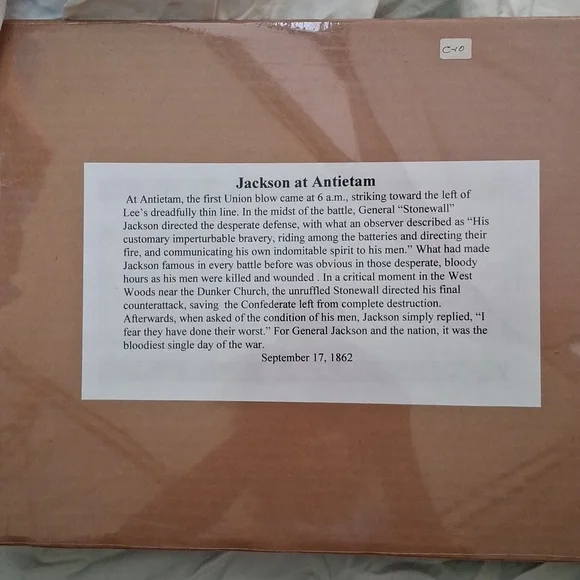 C-10
Jackson at Antietam
At Antietam, the first Union blow came at 6 a.m., striking toward the left of
Lee's dreadfully thin line. In the midst of the battle, General “Stonewall”
Jackson directed the desperate defense, with what an observer described as “His
customary imperturbable bravery, riding among the batteries and directing their
fire, and communicating his own indomitable spirit to his men.” What had made
Jackson famous in every battle before was obvious in those desperate, bloody
hours as his men were killed and wounded . In a critical moment in the West
Woods near the Dunker Church, the unruffled Stonewall directed his final
counterattack, saving the Confederate left from complete destruction.
Afterwards, when asked of the condition of his men, Jackson simply replied, “I
fear they have done their worst.” For General Jackson and the nation, it was the
bloodiest single day of the war.
September 17, 1862